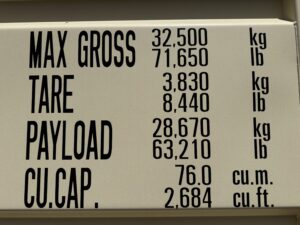 MAX GROSS 32,500 kg
71,650 lb
TARE 3,830 kg
8,440 lb
PAYLOAD 28,670 kg
63,210 lb
CU.CAP. 76.0 cu.m.
2,684 cu.ft.